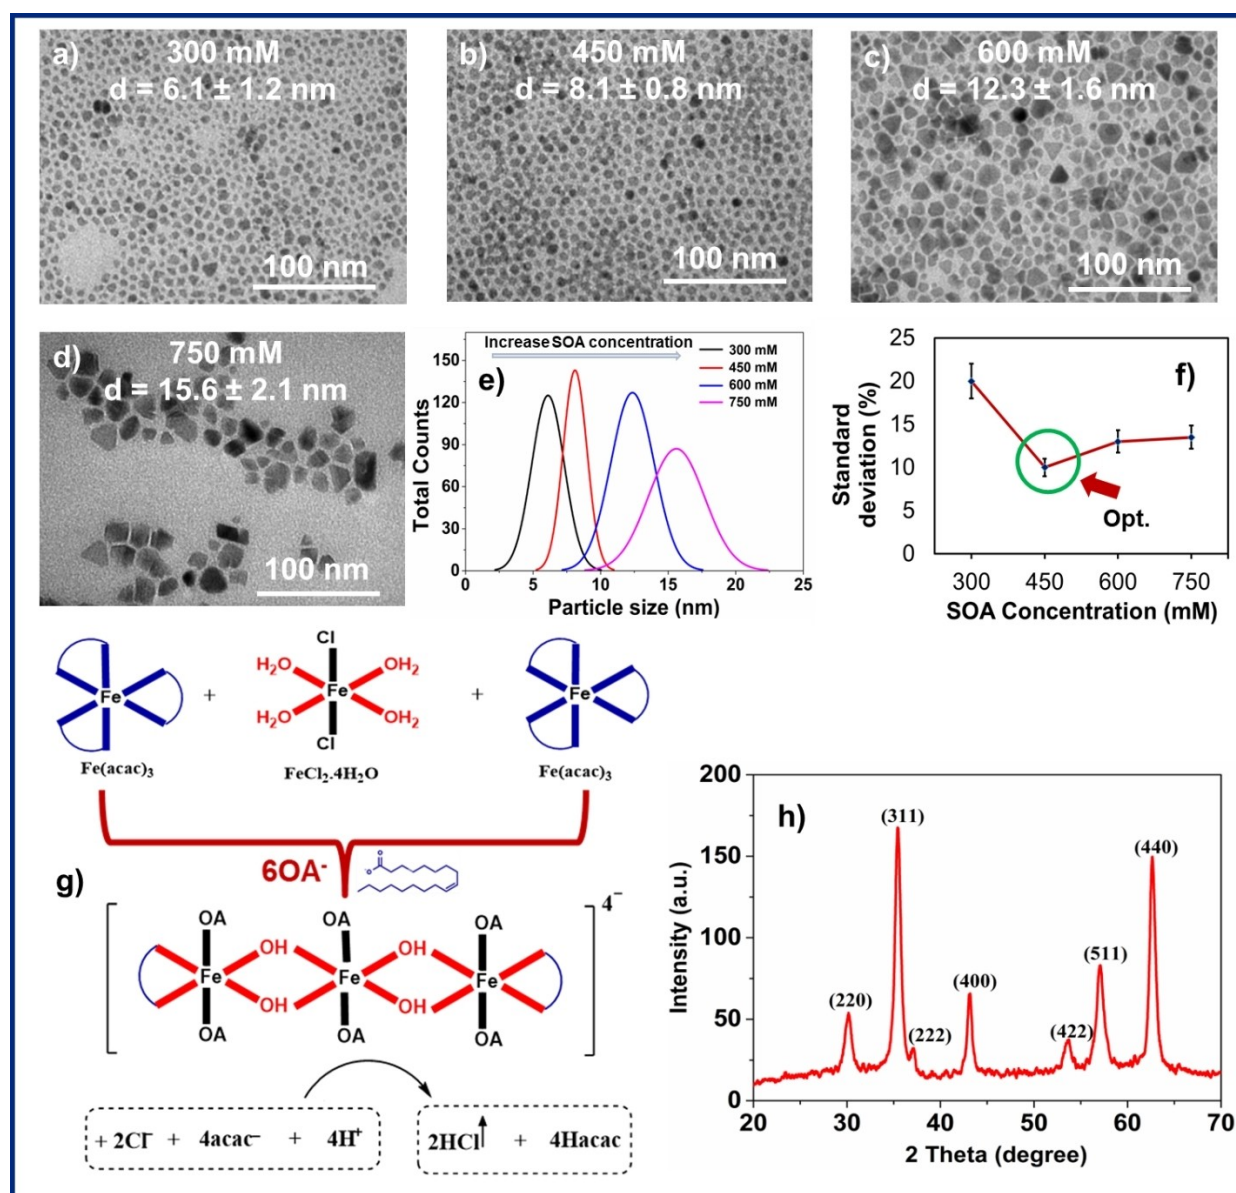 a)
300 mM
d = 6.1 ± 1.2 nm
100 nm
b)
450 mM
d = 8.1 ± 0.8 nm
100 nm
c)
600 mM
d = 12.3 ± 1.6 nm
100 nm
d)
750 mM
d = 15.6 ± 2.1 nm
100 nm
Increase SOA concentration
e)
300 mM
450 mM
600 mM
750 mM
Total Counts
150
120
90
60
30
0
0 5 10 15 20 25
Particle size (nm)
f)
Standard
deviation (%)
25
20
15
10
5
0
Opt.
300 450 600 750
SOA Concentration (mM)
Fe
Fe(acac)3
+
Cl
H2O OH2
Fe
H2O OH2
Cl
FeCl2.4H2O
+
Fe
Fe(acac)3
g)
6OA-
O
-O
4-
OA OA OA
OH OH
Fe Fe Fe
OH OH
OA OA OA
+ 2Cl- + 4acac- + 4H+
2HCl + 4Hacac
h)
Intensity (a.u.)
200
150
100
50
0
(220)
(311)
(222)
(400)
(422)
(511)
(440)
20 30 40 50 60 70
2 Theta (degree)